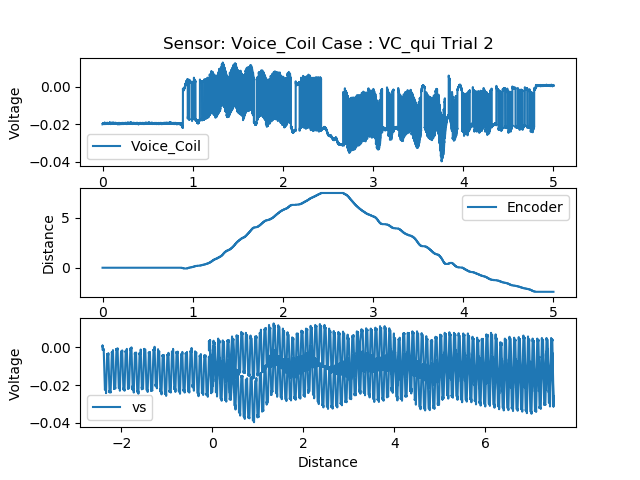 Sensor: Voice_Coil Case : VC_qui Trial 2
Voltage
0.00
−0.02
−0.04
Voice_Coil
0 1 2 3 4 5
Distance
5
0
Encoder
0 1 2 3 4 5
Voltage
0.00
−0.02
−0.04
vs
−2 0 2 4 6
Distance